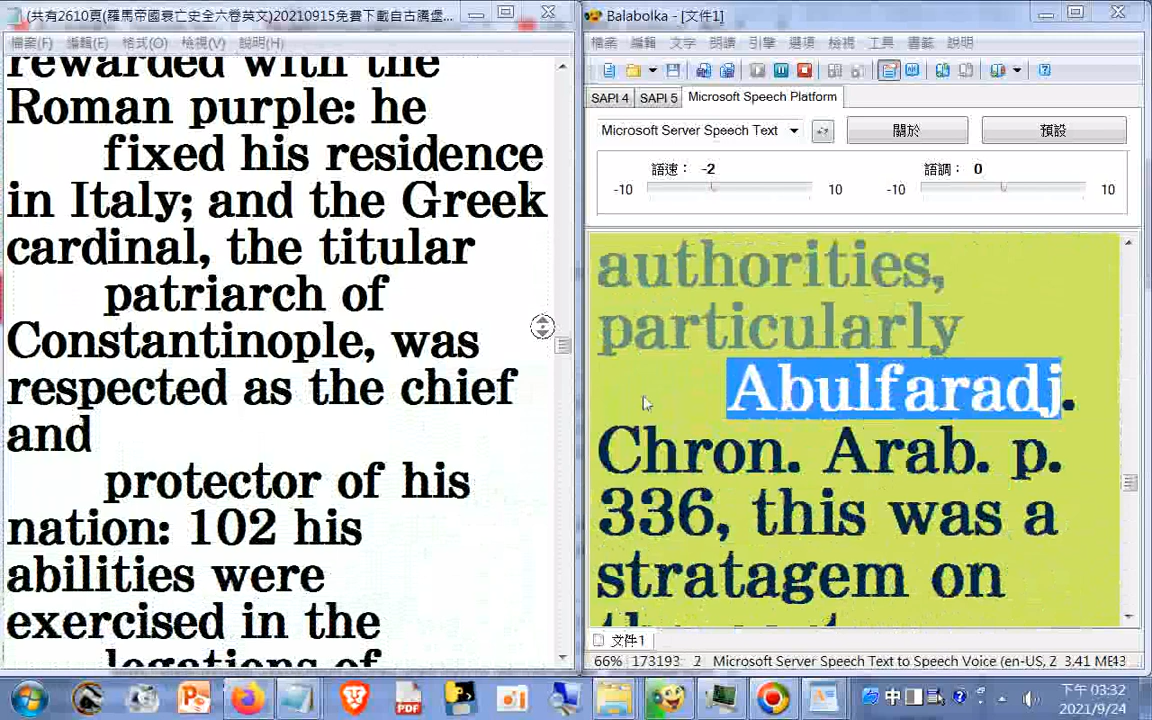 (共有2610頁(羅馬帝國衰亡史全六卷英文)20210915免費下載自古騰堡...
檔案(F) 編輯(E) 格式(O) 檢視(V) 說明(H)
rewarded with the
Roman purple: he
fixed his residence
in Italy; and the Greek
cardinal, the titular
patriarch of
Constantinople, was
respected as the chief
and
protector of his
nation: 102 his
abilities were
exercised in the
legations of
Balabolka - [文件1]
檔案 編輯 文字 朗讀 引擎 選項 檢視 工具 書籤 說明
SAPI 4 SAPI 5 Microsoft Speech Platform
Microsoft Server Speech Text 關於 預設
語速： -2 語調： 0
-10 10 -10 10
authorities,
particularly
Abulfaradj.
Chron. Arab. p.
336, this was a
stratagem on
文件1
66% 173193 2 Microsoft Server Speech Text to Speech Voice (en-US, Z 3.41 ME43
中 下午 03:32
2021/9/24